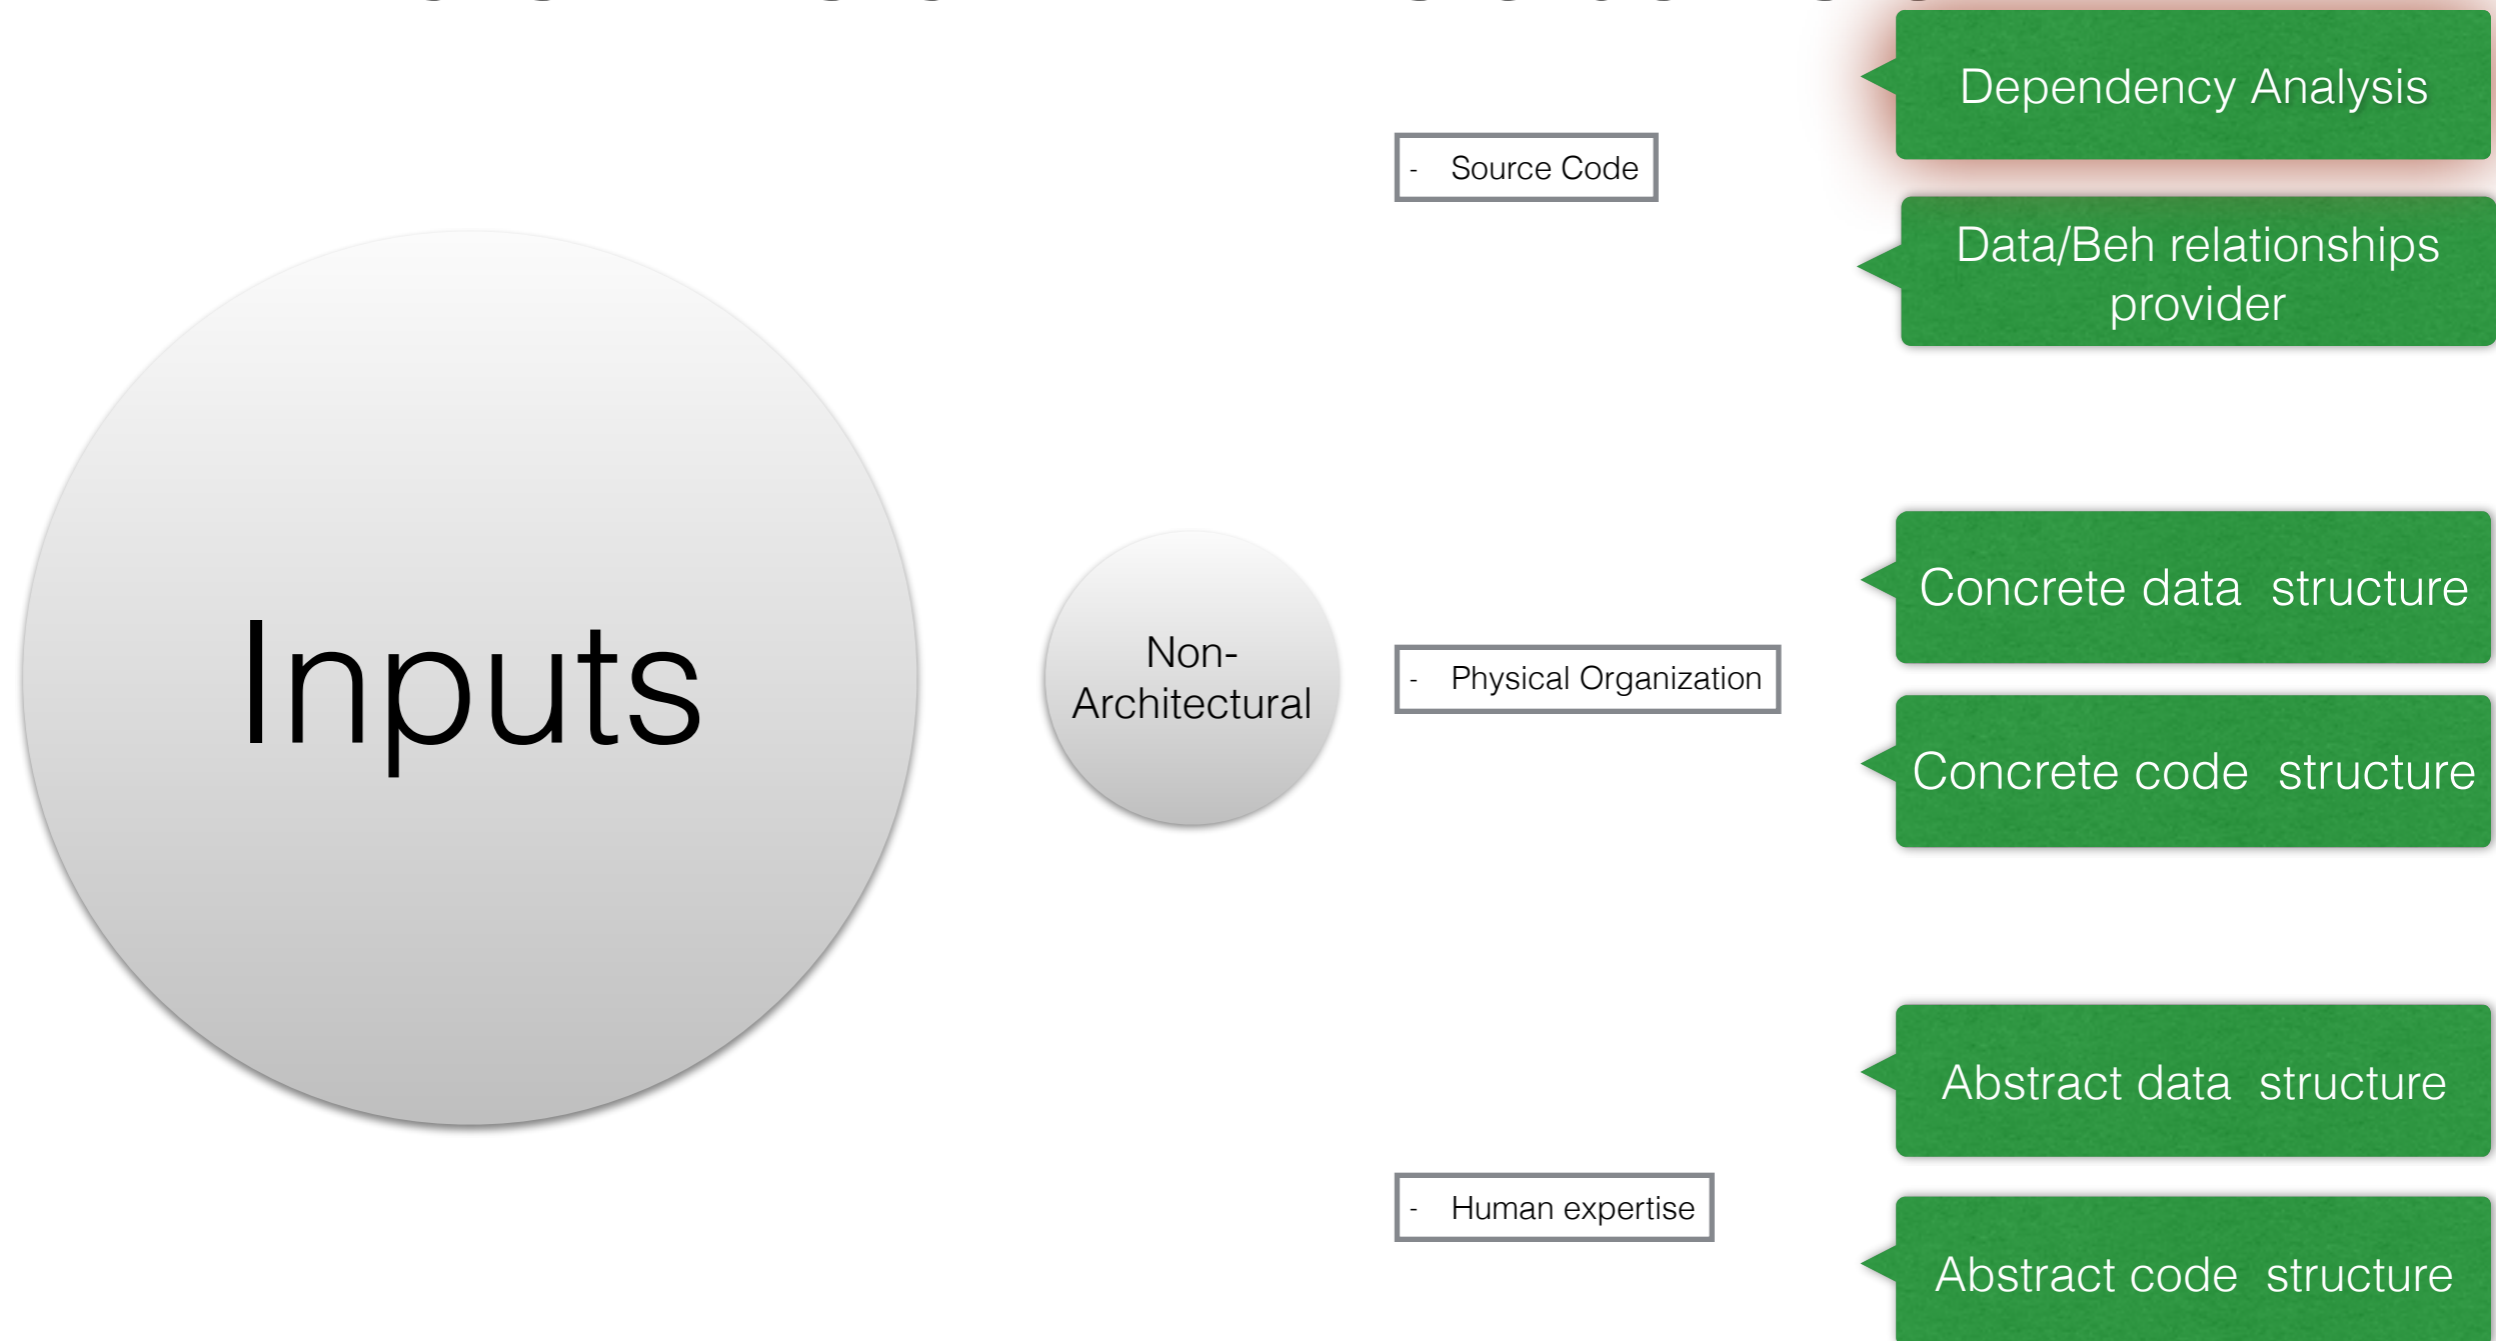 Inputs
Non-
Architectural
- Source Code
- Physical Organization
- Human expertise
Dependency Analysis
Data/Beh relationships
provider
Concrete data  structure
Concrete code  structure
Abstract data  structure
Abstract code  structure